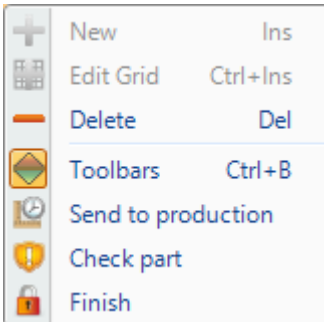 New Ins
Edit Grid Ctrl+Ins
Delete Del
Toolbars Ctrl+B
Send to production
Check part
Finish